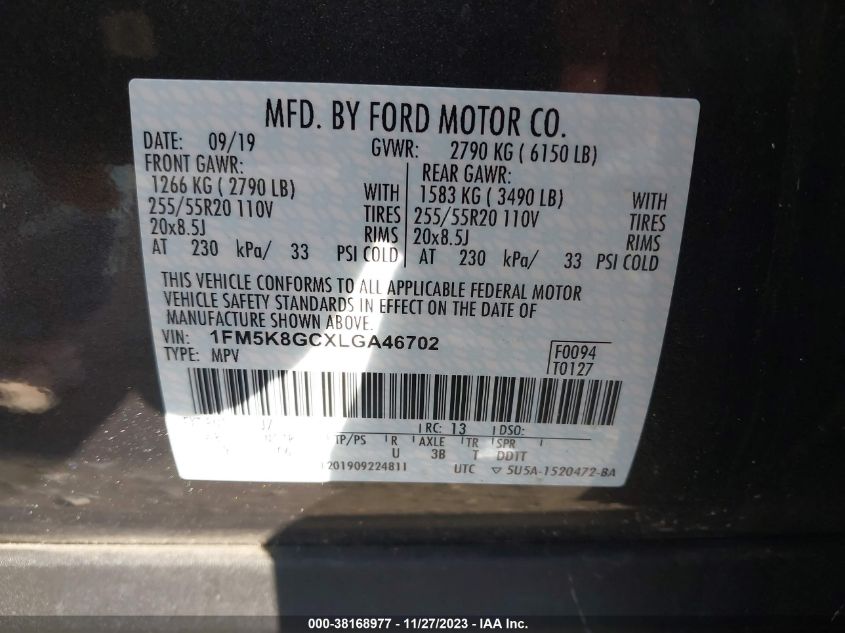 MFD. BY FORD MOTOR CO.
DATE: 09/19 GVWR: 2790 KG ( 6150 LB)
FRONT GAWR: REAR GAWR:
1266 KG ( 2790 LB) WITH 1583 KG ( 3490 LB) WITH
255/55R20 110V TIRES 255/55R20 110V TIRES
20x8.5J RIMS 20x8.5J RIMS
AT 230 kPa/ 33 PSI COLD AT 230 kPa/ 33 PSI COLD
THIS VEHICLE CONFORMS TO ALL APPLICABLE FEDERAL MOTOR
VEHICLE SAFETY STANDARDS IN EFFECT ON THE DATE OF
MANUFACTURE SHOWN ABOVE.
VIN: 1FM5K8GCXLGA46702
TYPE: MPV
F0094
T0127
RC: 13 DSO:
TP/PS R AXLE TR SPR
U 3B T DDTT
201909224811 UTC ▽ 5U5A-1520472-BA
000-38168977 - 11/27/2023 - IAA Inc.